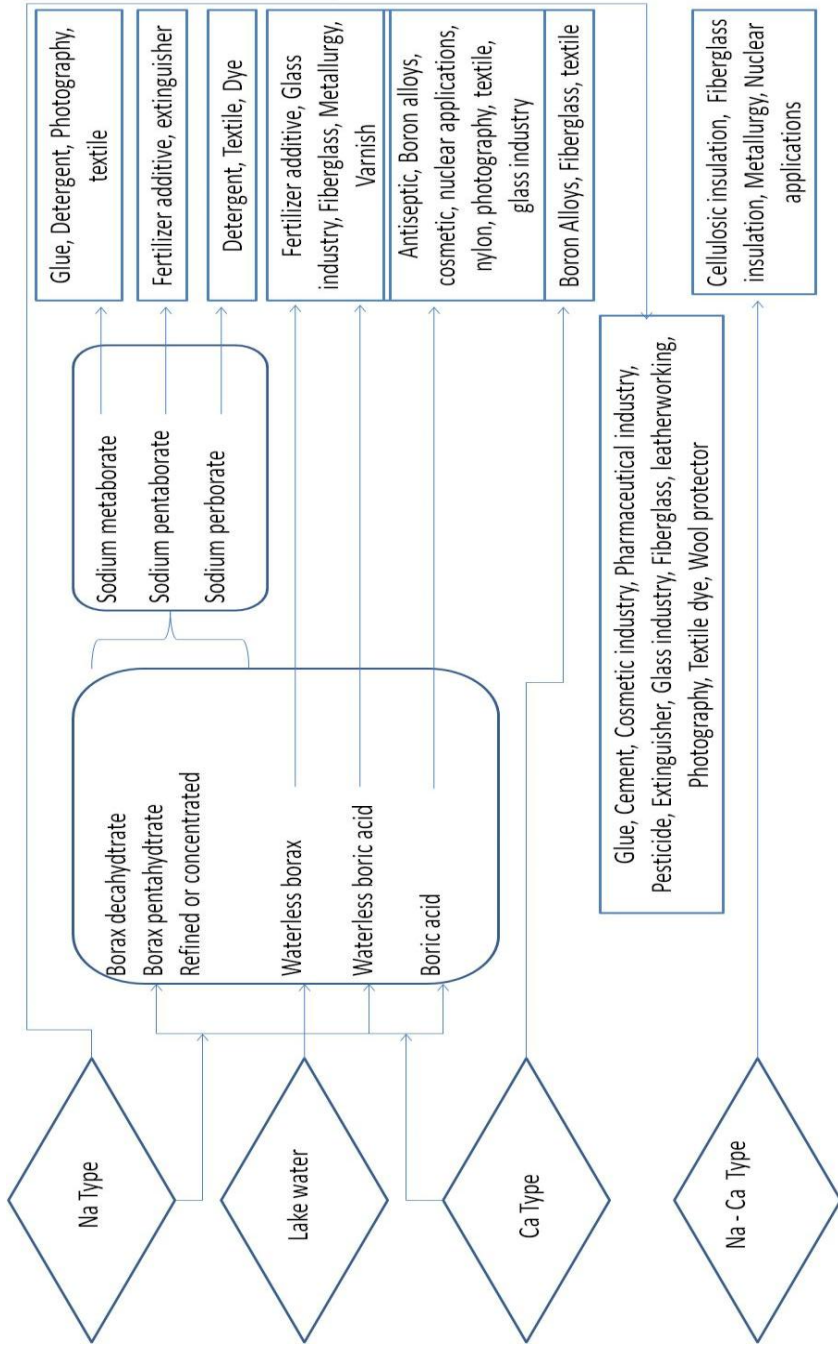 Na Type
Lake water
Ca Type
Na - Ca Type
Borax decahydtrate
Borax pentahydtrate
Refined or concentrated
Waterless borax
Waterless boric acid
Boric acid
Sodium metaborate
Sodium pentaborate
Sodium perborate
Glue, Detergent, Photography,
textile
Fertilizer additive, extinguisher
Detergent, Textile, Dye
Fertilizer additive, Glass
industry, Fiberglass, Metallurgy,
Varnish
Antiseptic, Boron alloys,
cosmetic, nuclear applications,
nylon, photography, textile,
glass industry
Boron Alloys, Fiberglass, textile
Glue, Cement, Cosmetic industry, Pharmaceutical industry,
Pesticide, Extinguisher, Glass industry, Fiberglass, leatherworking,
Photography, Textile dye, Wool protector
Cellulosic insulation, Fiberglass
insulation, Metallurgy, Nuclear
applications